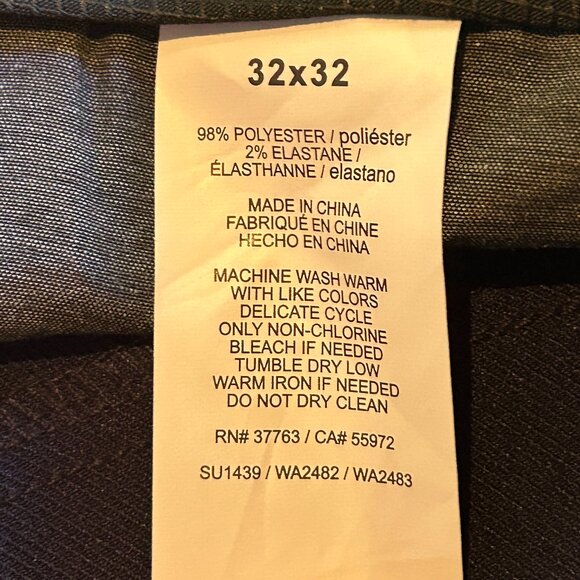 32x32
98% POLYESTER / poliéster
2% ELASTANE /
ÉLASTHANNE / elastano
MADE IN CHINA
FABRIQUÉ EN CHINE
HECHO EN CHINA
MACHINE WASH WARM
WITH LIKE COLORS
DELICATE CYCLE
ONLY NON-CHLORINE
BLEACH IF NEEDED
TUMBLE DRY LOW
WARM IRON IF NEEDED
DO NOT DRY CLEAN
RN# 37763 / CA# 55972
SU1439 / WA2482 / WA2483